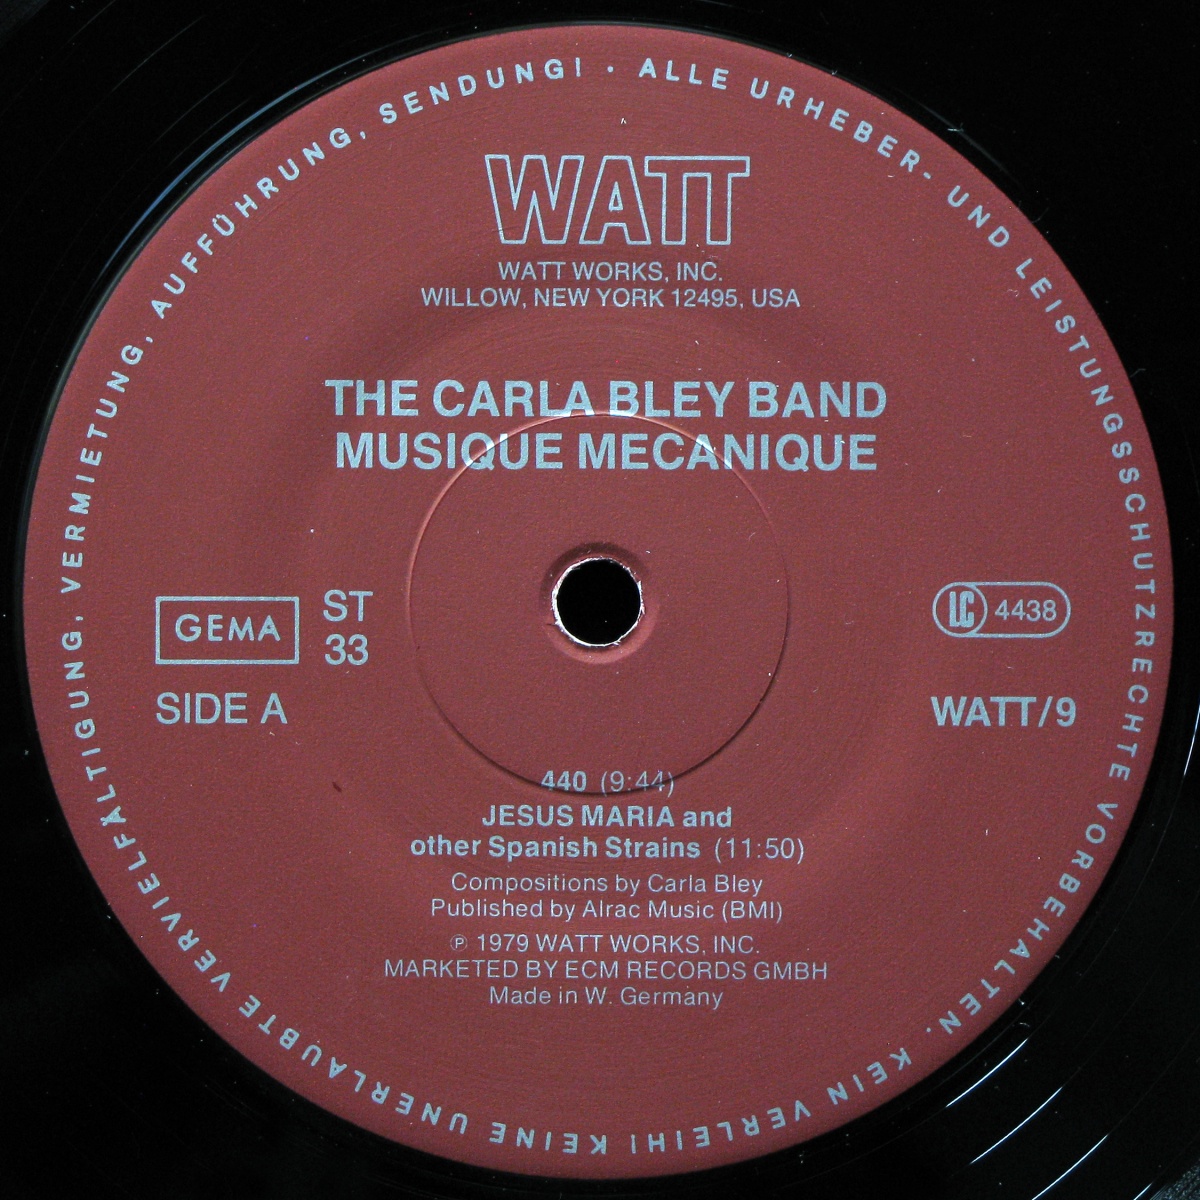 ALLE URHEBER- UND LEISTUNGSSCHUTZRECHTE VORBEHALTEN. KEIN VERLEIH! KEINE UNERLAUBTE VERVIELFÄLTIGUNG, VERMIETUNG, AUFFÜHRUNG, SENDUNG! ·
WATT
WATT WORKS, INC.
WILLOW, NEW YORK 12495, USA
THE CARLA BLEY BAND
MUSIQUE MECANIQUE
GEMA
ST
33
SIDE A
LC 4438
WATT/9
440 (9:44)
JESUS MARIA and
other Spanish Strains (11:50)
Compositions by Carla Bley
Published by Alrac Music (BMI)
℗ 1979 WATT WORKS, INC.
MARKETED BY ECM RECORDS GMBH
Made in W. Germany